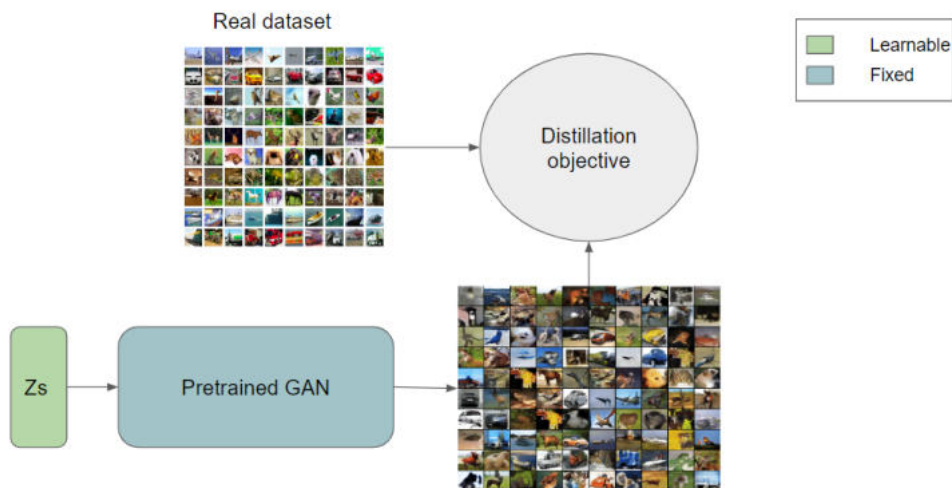 Real dataset
Learnable
Fixed
Distillation
objective
Zs
Pretrained GAN